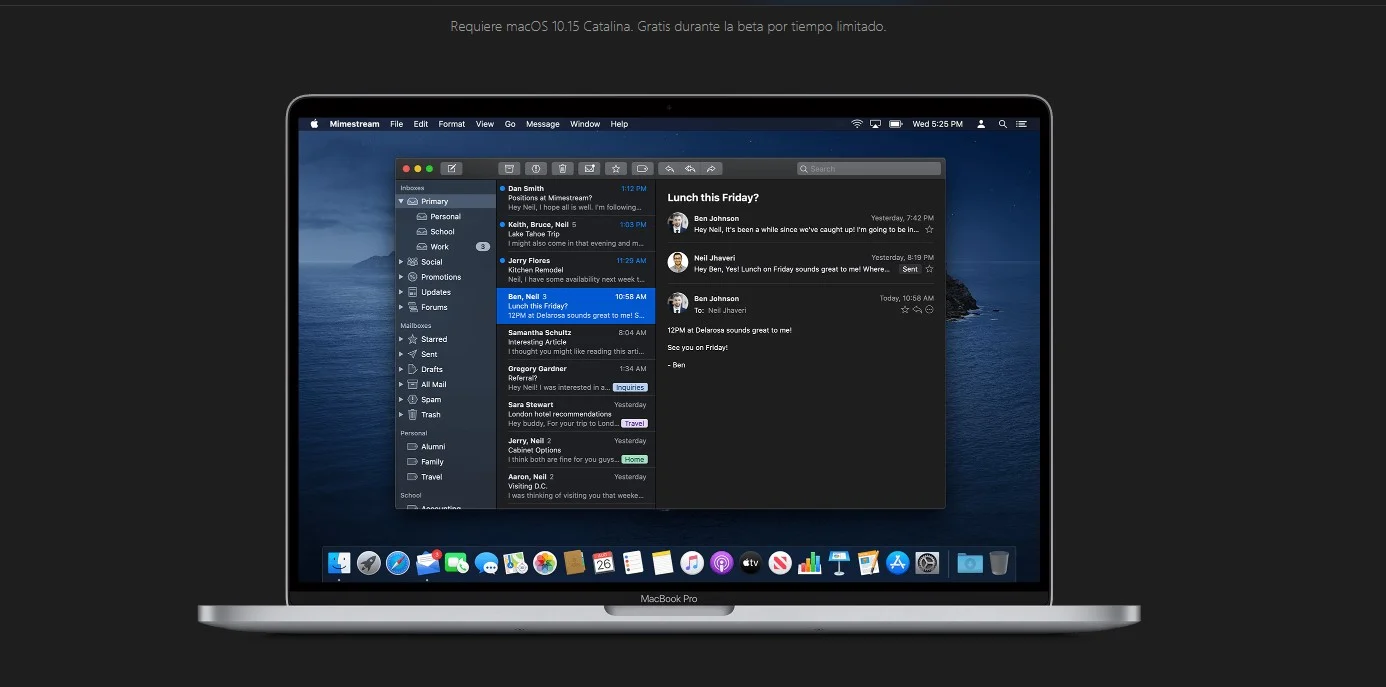 Requiere macOS 10.15 Catalina. Gratis durante la beta por tiempo limitado.
Mimestream File Edit Format View Go Message Window Help
Wed 5:25 PM
Search
Inboxes
Primary
Personal
School
Work 3
Social
Promotions
Updates
Forums
Mailboxes
Starred
Sent
Drafts
All Mail
Spam
Trash
Personal
Alumni
Family
Travel
School
Accounting
Dan Smith 1:12 PM
Positions at Mimestream?
Hey Neil, I hope all is well. I'm following...
Keith, Bruce, Neil 5 1:03 PM
Lake Tahoe Trip
I might also come in that evening and m...
Jerry Flores 11:29 AM
Kitchen Remodel
Neil, I have some availability next week t...
Ben, Neil 3 10:58 AM
Lunch this Friday?
12PM at Delarosa sounds great to me! S...
Samantha Schultz 8:04 AM
Interesting Article
I thought you might like reading this arti...
Gregory Gardner 1:34 AM
Referral?
Hey Neil! I was interested in a... Inquiries
Sara Stewart Yesterday
London hotel recommendations
Hey buddy, For your trip to Lond... Travel
Jerry, Neil 2 Yesterday
Cabinet Options
I think both are fine for you guys... Home
Aaron, Neil 2 Yesterday
Visiting D.C.
I was thinking of visiting you that weeke...
Lunch this Friday?
Ben Johnson Yesterday, 7:42 PM
Hey Neil, It's been a while since we've caught up! I'm going to be in...
Neil Jhaveri Yesterday, 8:19 PM
Hey Ben, Yes! Lunch on Friday sounds great to me! Where... Sent
Ben Johnson Today, 10:58 AM
To: Neil Jhaveri
12PM at Delarosa sounds great to me!
See you on Friday!
- Ben
3
26
tv
MacBook Pro